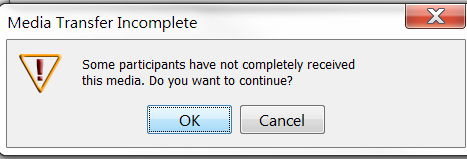 Media Transfer Incomplete
Some participants have not completely received
this media. Do you want to continue?
OK
Cancel